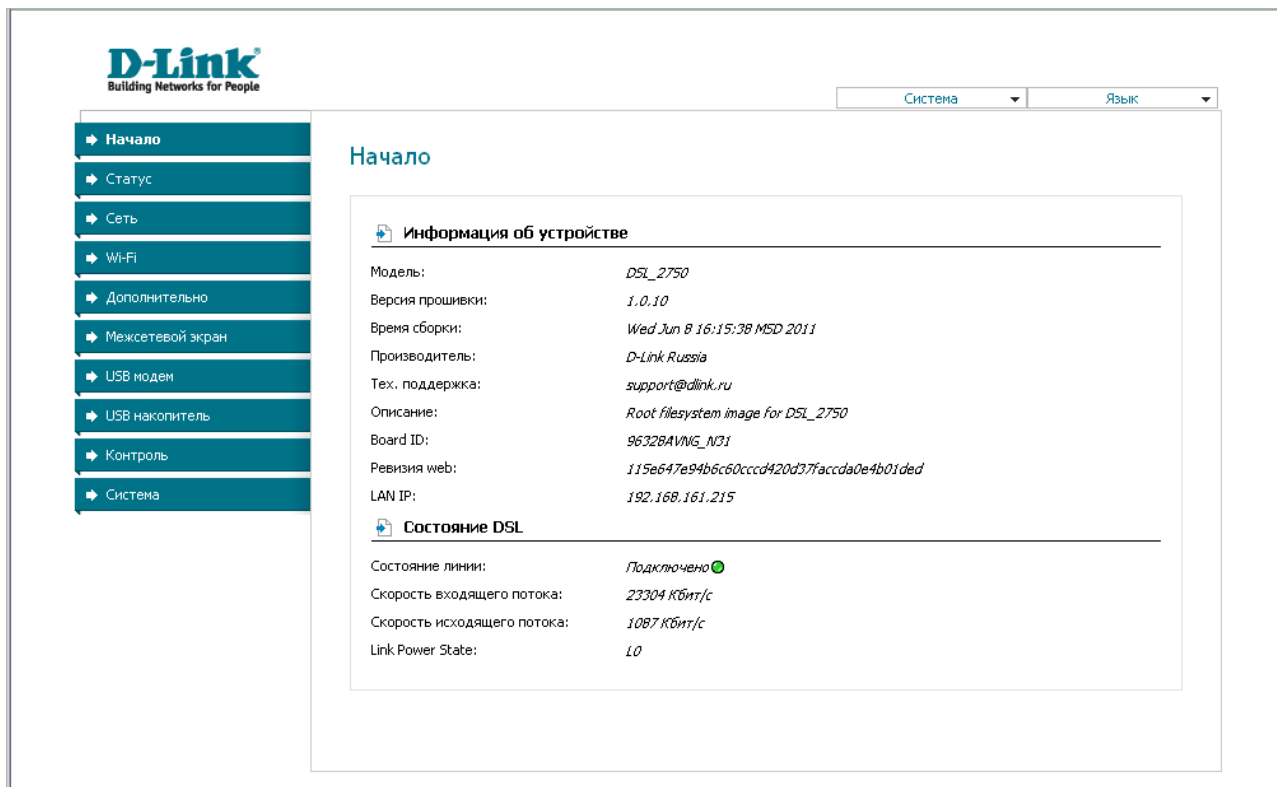 D-Link
Building Networks for People
Система
Язык
Начало
Статус
Сеть
Wi-Fi
Дополнительно
Межсетевой экран
USB модем
USB накопитель
Контроль
Система
Начало
Информация об устройстве
Модель: DSL_2750
Версия прошивки: 1.0.10
Время сборки: Wed Jun 8 16:15:38 MSD 2011
Производитель: D-Link Russia
Тех. поддержка: support@dlink.ru
Описание: Root filesystem image for DSL_2750
Board ID: 96328AVNG_N31
Ревизия web: 115e647e94b6c60cccd420d37faccda0e4b01ded
LAN IP: 192.168.161.215
Состояние DSL
Состояние линии: Подключено
Скорость входящего потока: 23304 Кбит/с
Скорость исходящего потока: 1087 Кбит/с
Link Power State: L0